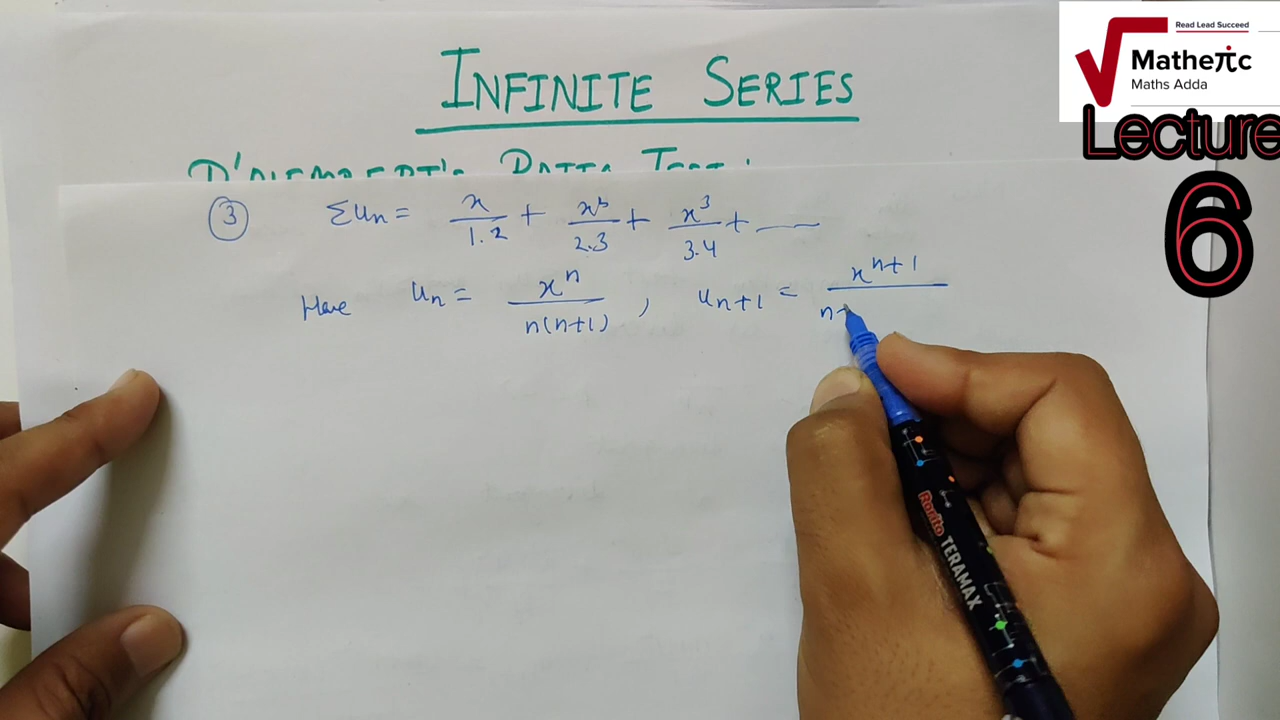 Read Lead Succeed
Matheπc
Maths Adda
Lecture
6
INFINITE SERIES
③ Σun = x/1.2 + x²/2.3 + x³/3.4 + ——
Here un = xⁿ/n(n+1) , un+1 = xⁿ⁺¹/n+
Rorito TERAMAX